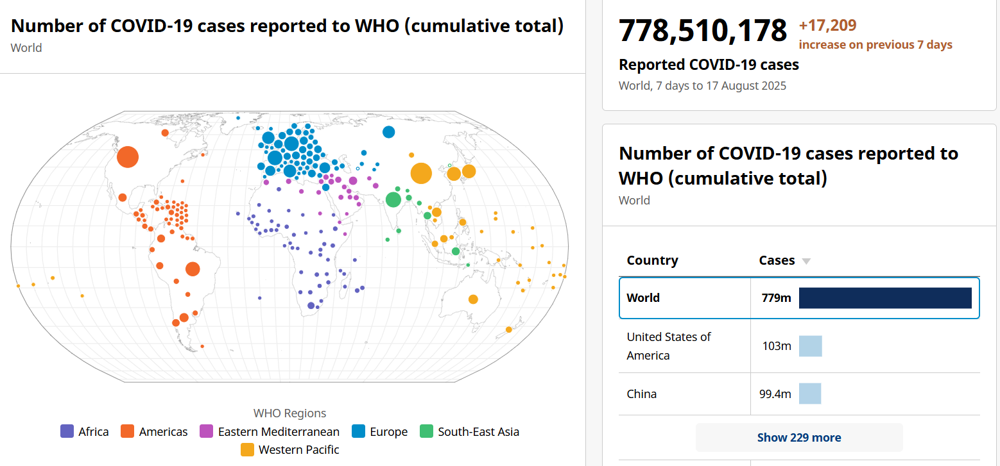 Number of COVID-19 cases reported to WHO (cumulative total)
World
WHO Regions
Africa
Americas
Eastern Mediterranean
Europe
South-East Asia
Western Pacific
778,510,178
+17,209
increase on previous 7 days
Reported COVID-19 cases
World, 7 days to 17 August 2025
Number of COVID-19 cases reported to
WHO (cumulative total)
World
Country Cases
World 779m
United States of
America
103m
China 99.4m
Show 229 more